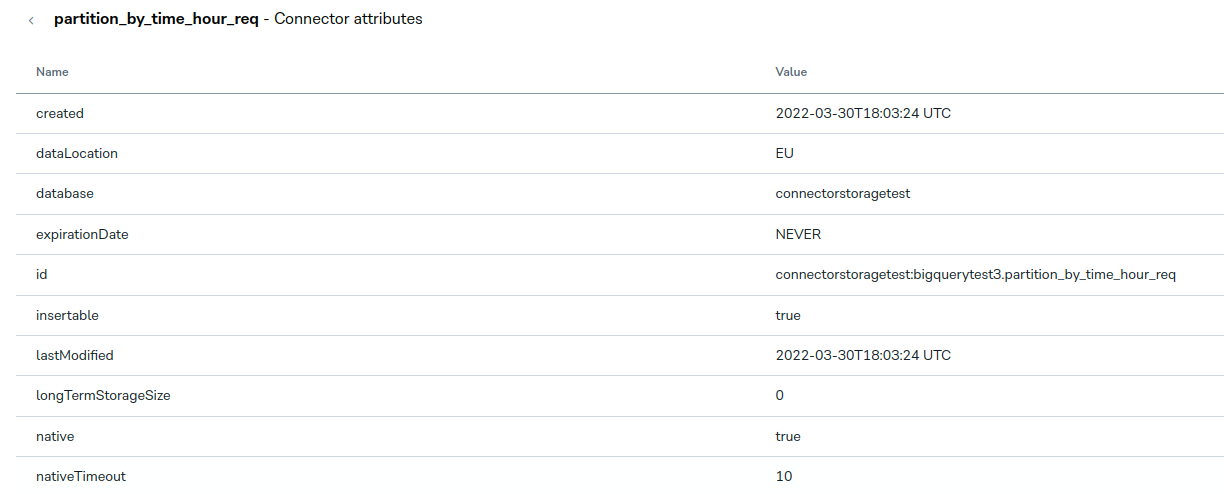 partition_by_time_hour_req - Connector attributes
Name Value
created 2022-03-30T18:03:24 UTC
dataLocation EU
database connectorstoragetest
expirationDate NEVER
id connectorstoragetest:bigquerytest3.partition_by_time_hour_req
insertable true
lastModified 2022-03-30T18:03:24 UTC
longTermStorageSize 0
native true
nativeTimeout 10